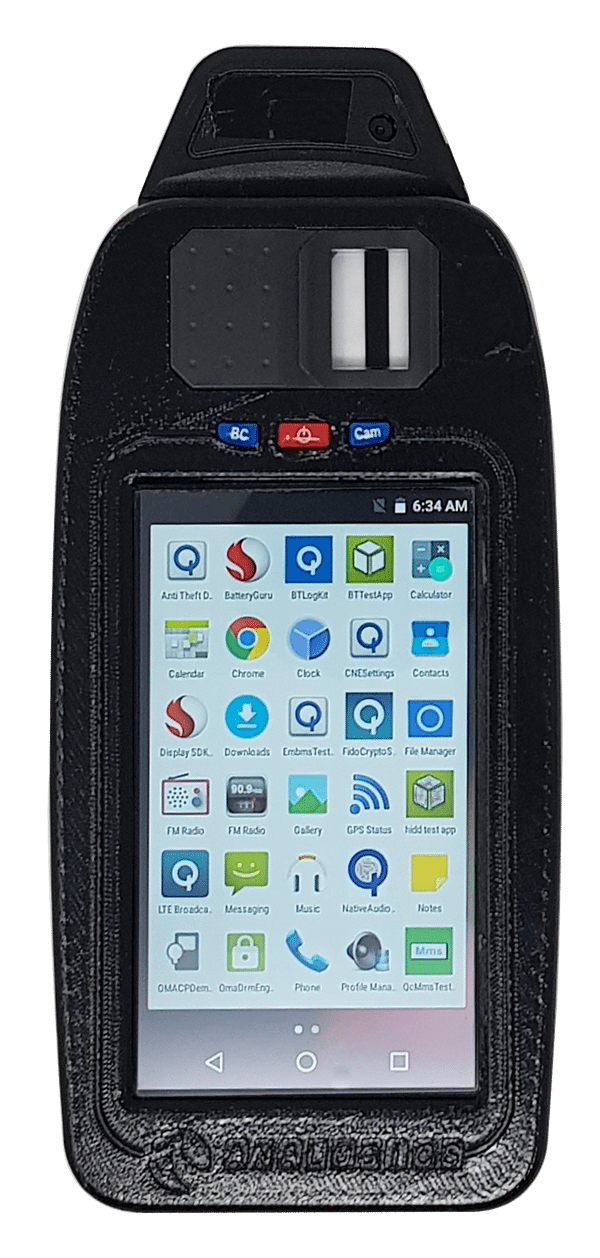 BC
Cam
6:34 AM
Anti Theft D..
BatteryGuru
BTLogKit
BTTestApp
Calculator
Calendar
Chrome
Clock
CNESettings
Contacts
Display SDK..
Downloads
EmbmsTest..
FidoCryptoS..
File Manager
90.9
FM Radio
FM Radio
Gallery
GPS Status
hidd test app
LTE Broadca..
Messaging
Music
NativeAudio..
Notes
Mms
OMACPDem..
OmaDrmEng..
Phone
Profile Mana..
QcMmsTest..